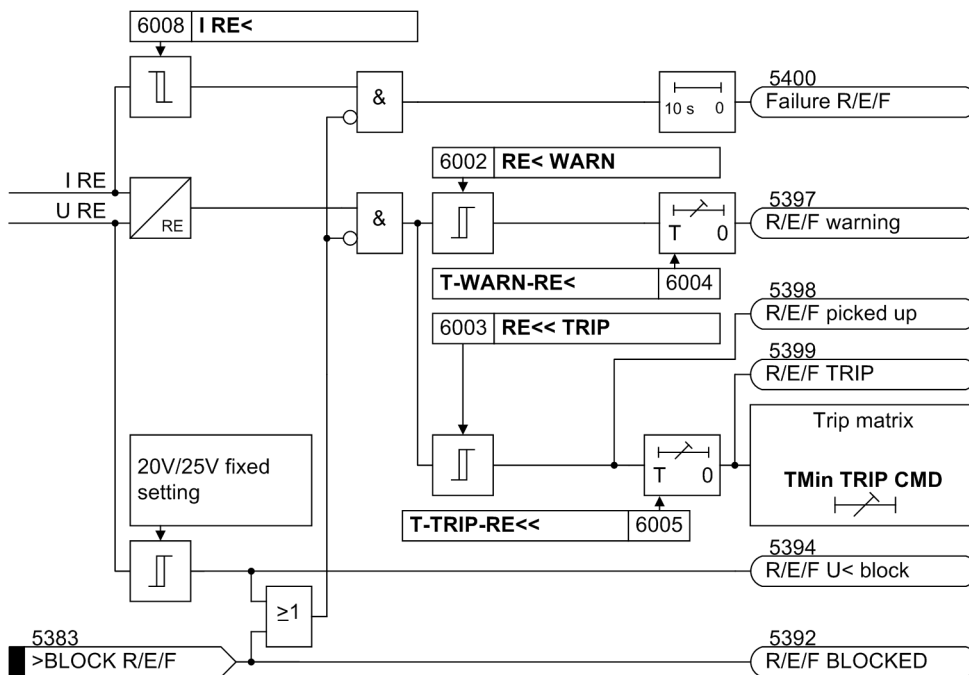 6008 I RE<
&
10 s 0
5400
Failure R/E/F
I RE
U RE
RE
&
6002 RE< WARN
T 0
5397
R/E/F warning
T-WARN-RE< 6004
6003 RE<< TRIP
5398
R/E/F picked up
5399
R/E/F TRIP
20V/25V fixed
setting
T 0
Trip matrix
TMin TRIP CMD
T-TRIP-RE<< 6005
5394
R/E/F U< block
≥1
5383
>BLOCK R/E/F
5392
R/E/F BLOCKED